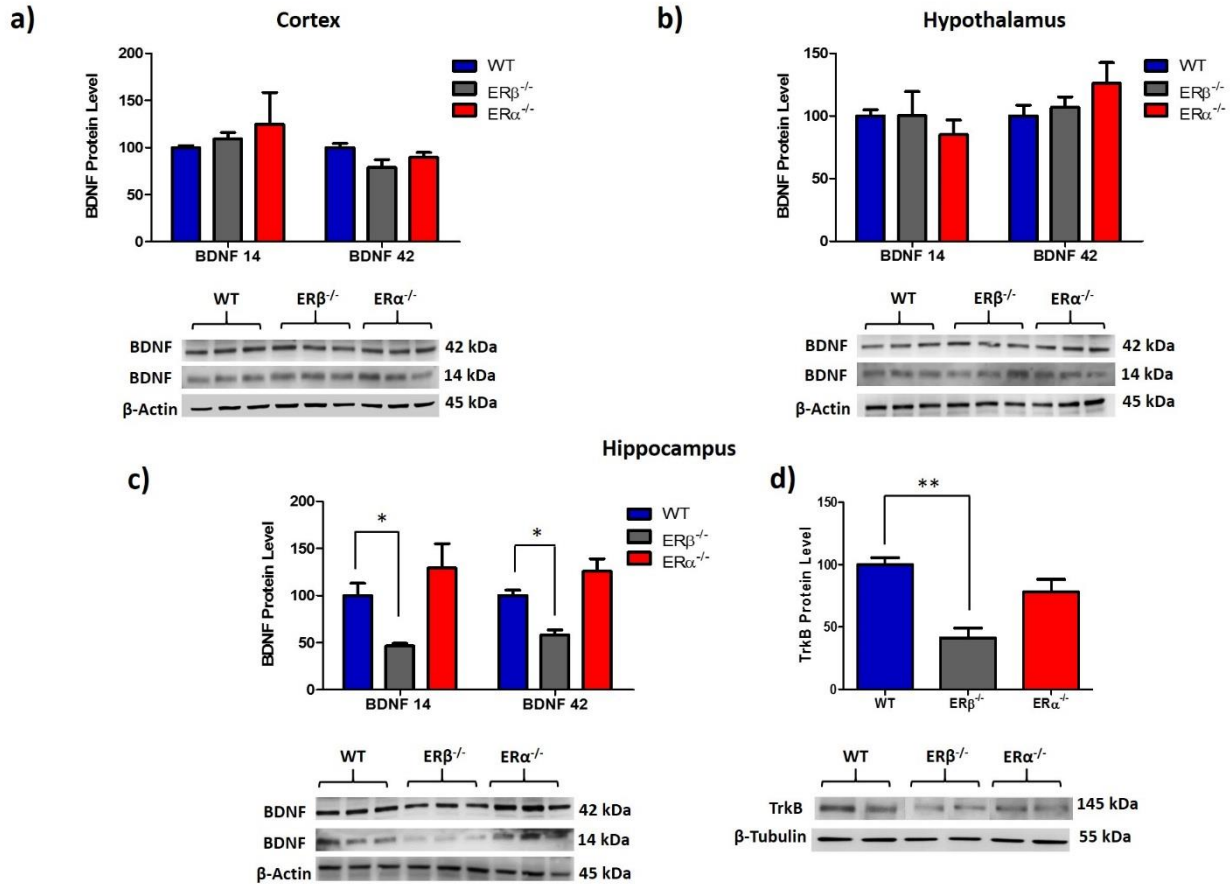 a)
Cortex
BDNF Protein Level
200
150
100
50
0
BDNF 14 BDNF 42
WT
ERβ-/-
ERα-/-
WT ERβ-/- ERα-/-
BDNF 42 kDa
BDNF 14 kDa
β-Actin 45 kDa
b)
Hypothalamus
BDNF Protein Level
150
100
50
0
BDNF 14 BDNF 42
WT
ERβ-/-
ERα-/-
WT ERβ-/- ERα-/-
BDNF 42 kDa
BDNF 14 kDa
β-Actin 45 kDa
Hippocampus
c)
BDNF Protein Level
200
150
100
50
0
* *
BDNF 14 BDNF 42
WT
ERβ-/-
ERα-/-
WT ERβ-/- ERα-/-
BDNF 42 kDa
BDNF 14 kDa
β-Actin 45 kDa
d)
TrkB Protein Level
150
100
50
0
**
WT ERβ-/- ERα-/-
WT ERβ-/- ERα-/-
TrkB 145 kDa
β-Tubulin 55 kDa